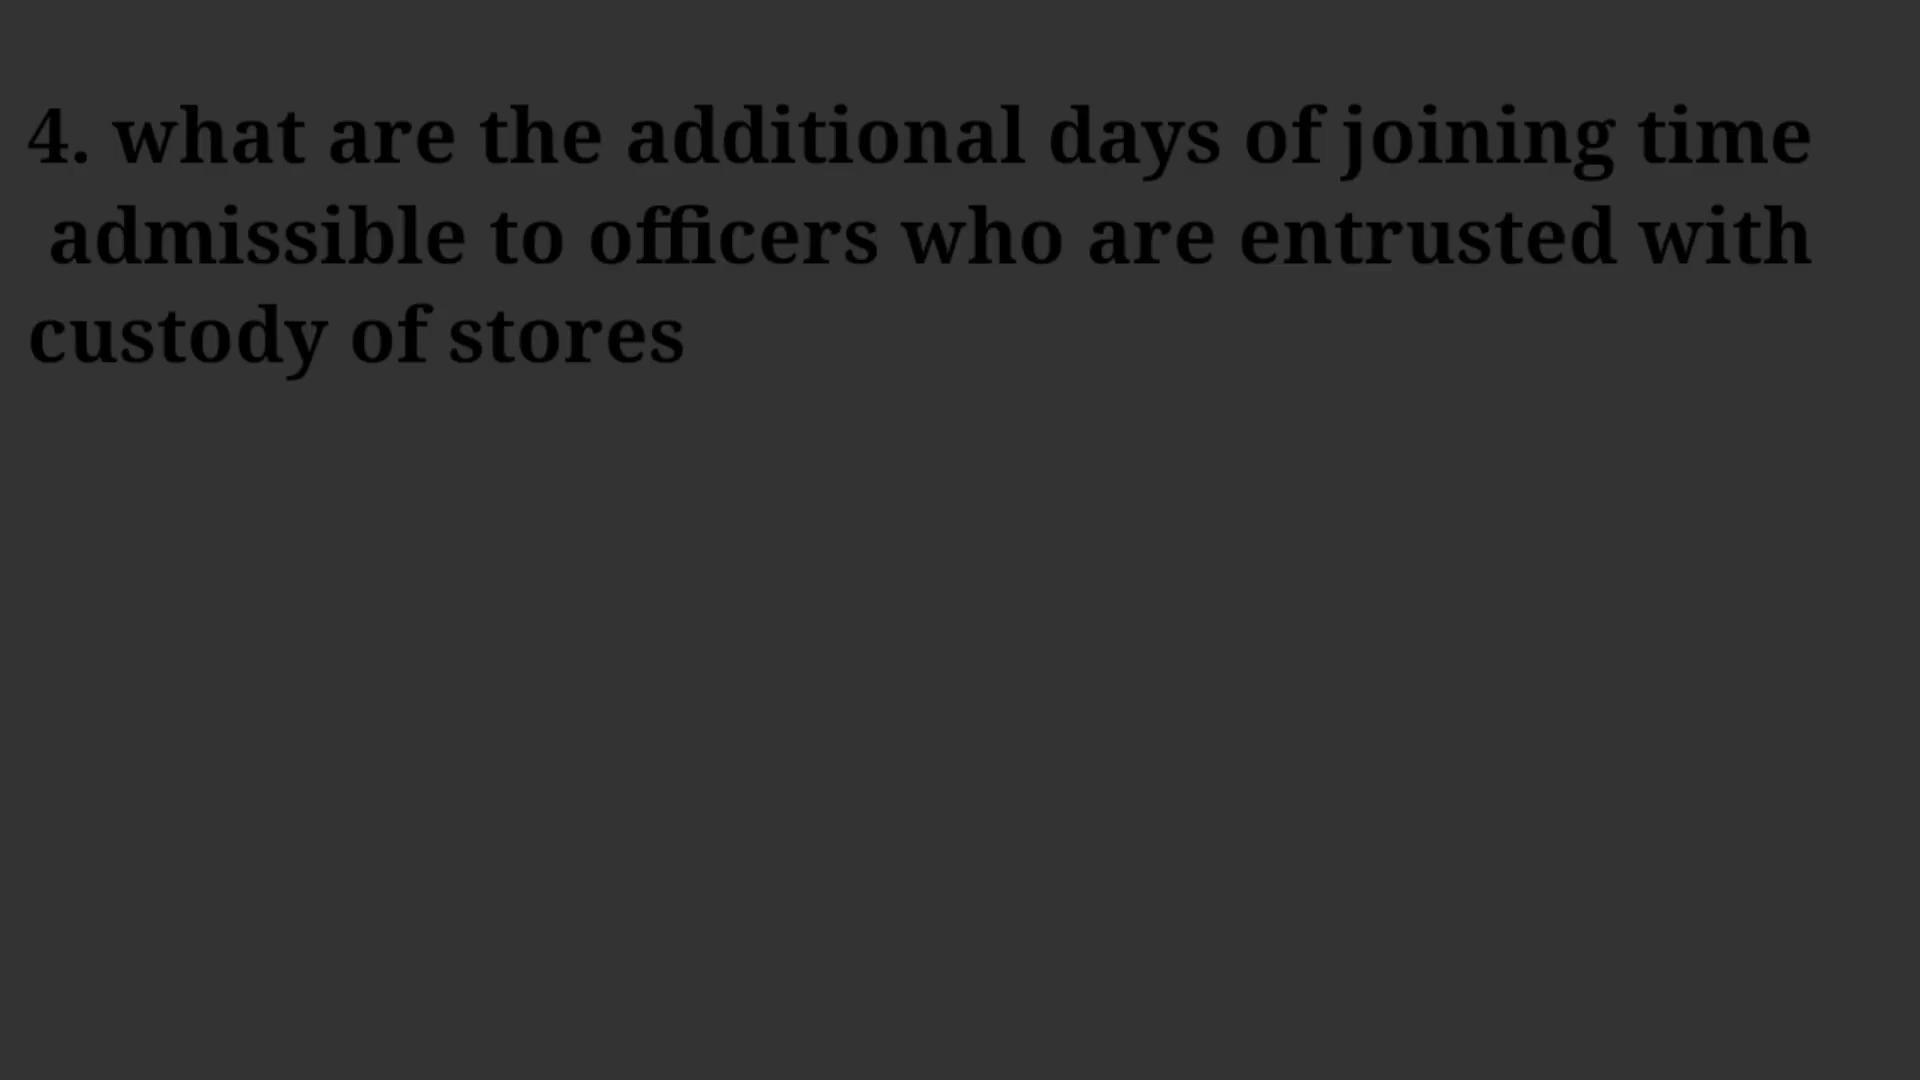 4. what are the additional days of joining time
admissible to officers who are entrusted with
custody of stores